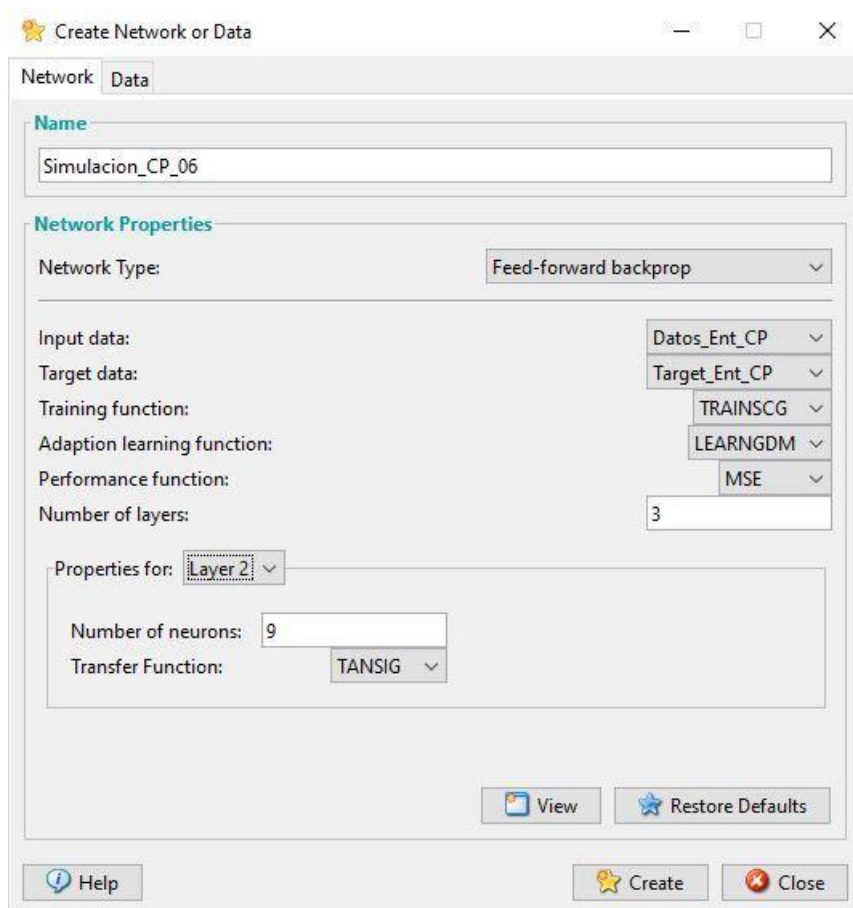 Create Network or Data
Network Data
Name
Simulacion_CP_06
Network Properties
Network Type: Feed-forward backprop
Input data: Datos_Ent_CP
Target data: Target_Ent_CP
Training function: TRAINSCG
Adaption learning function: LEARNGDM
Performance function: MSE
Number of layers: 3
Properties for: Layer 2
Number of neurons: 9
Transfer Function: TANSIG
View Restore Defaults
Help Create Close